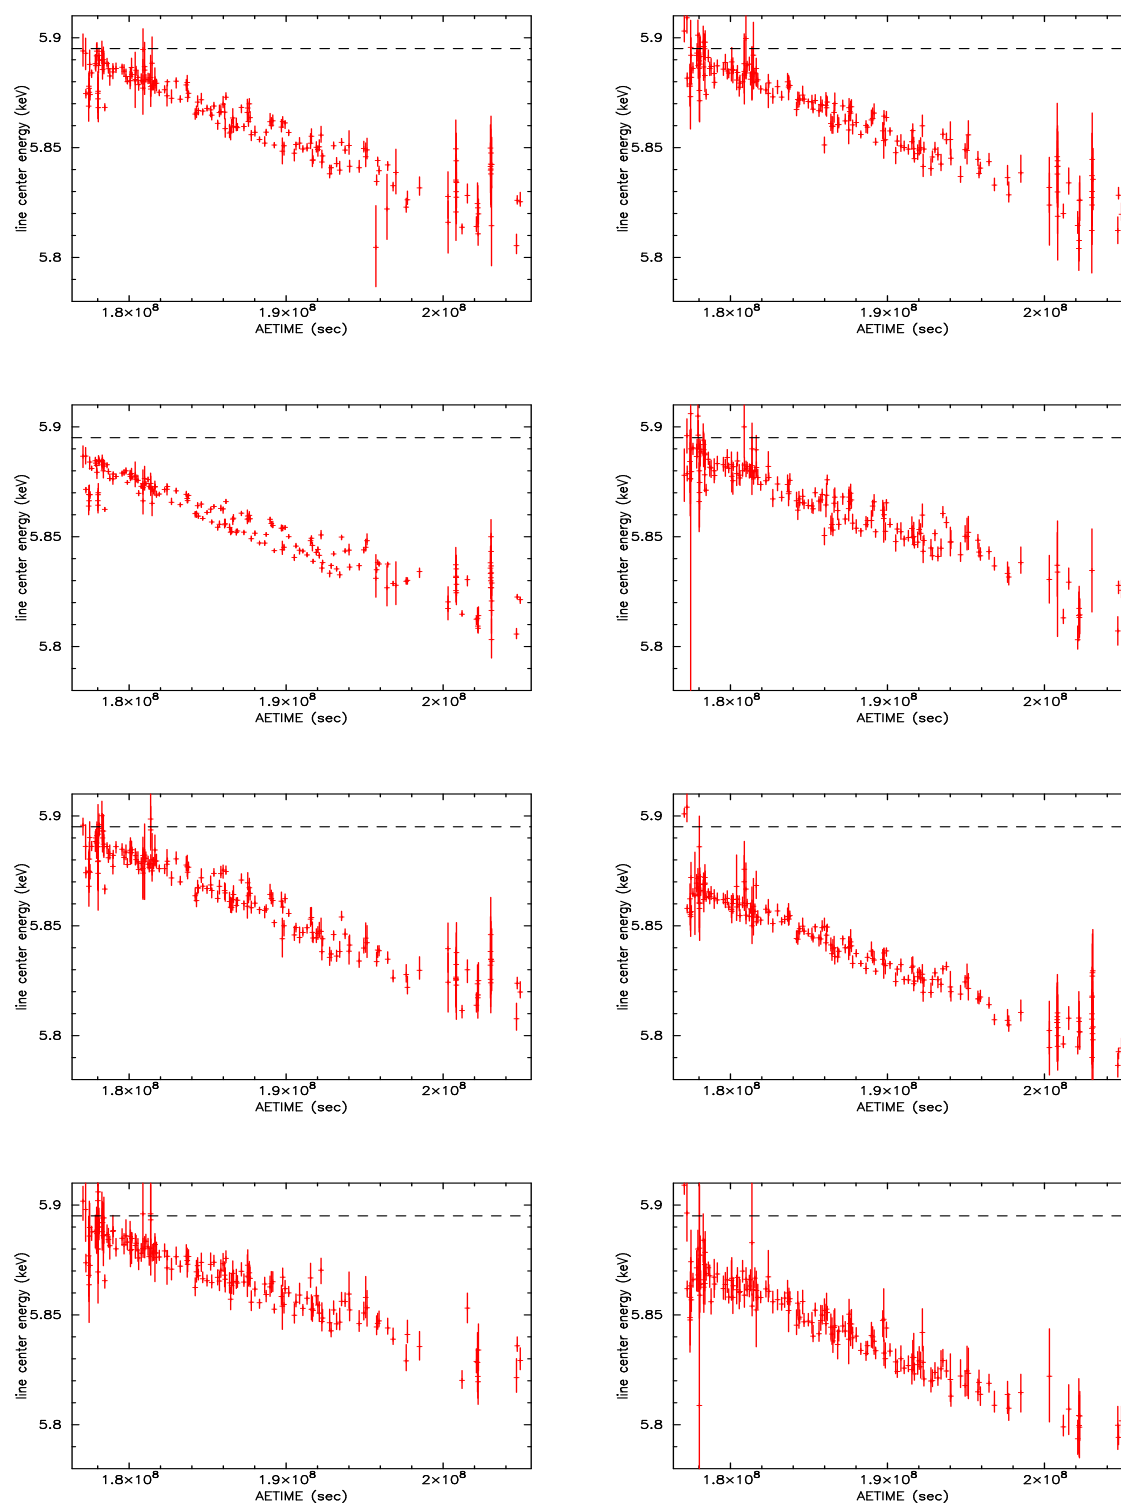 5.9
5.85
5.8
line center energy (keV)
1.8×10⁸ 1.9×10⁸ 2×10⁸
AETIME (sec)
5.9
5.85
5.8
line center energy (keV)
1.8×10⁸ 1.9×10⁸ 2×10⁸
AETIME (sec)
5.9
5.85
5.8
line center energy (keV)
1.8×10⁸ 1.9×10⁸ 2×10⁸
AETIME (sec)
5.9
5.85
5.8
line center energy (keV)
1.8×10⁸ 1.9×10⁸ 2×10⁸
AETIME (sec)
5.9
5.85
5.8
line center energy (keV)
1.8×10⁸ 1.9×10⁸ 2×10⁸
AETIME (sec)
5.9
5.85
5.8
line center energy (keV)
1.8×10⁸ 1.9×10⁸ 2×10⁸
AETIME (sec)
5.9
5.85
5.8
line center energy (keV)
1.8×10⁸ 1.9×10⁸ 2×10⁸
AETIME (sec)
5.9
5.85
5.8
line center energy (keV)
1.8×10⁸ 1.9×10⁸ 2×10⁸
AETIME (sec)